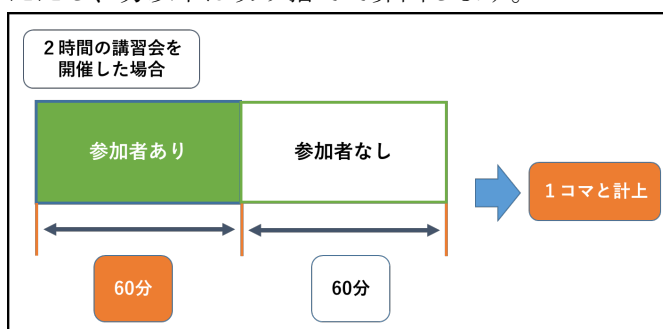 ２時間の講習会を
開催した場合
参加者あり
参加者なし
１コマと計上
60分
60分